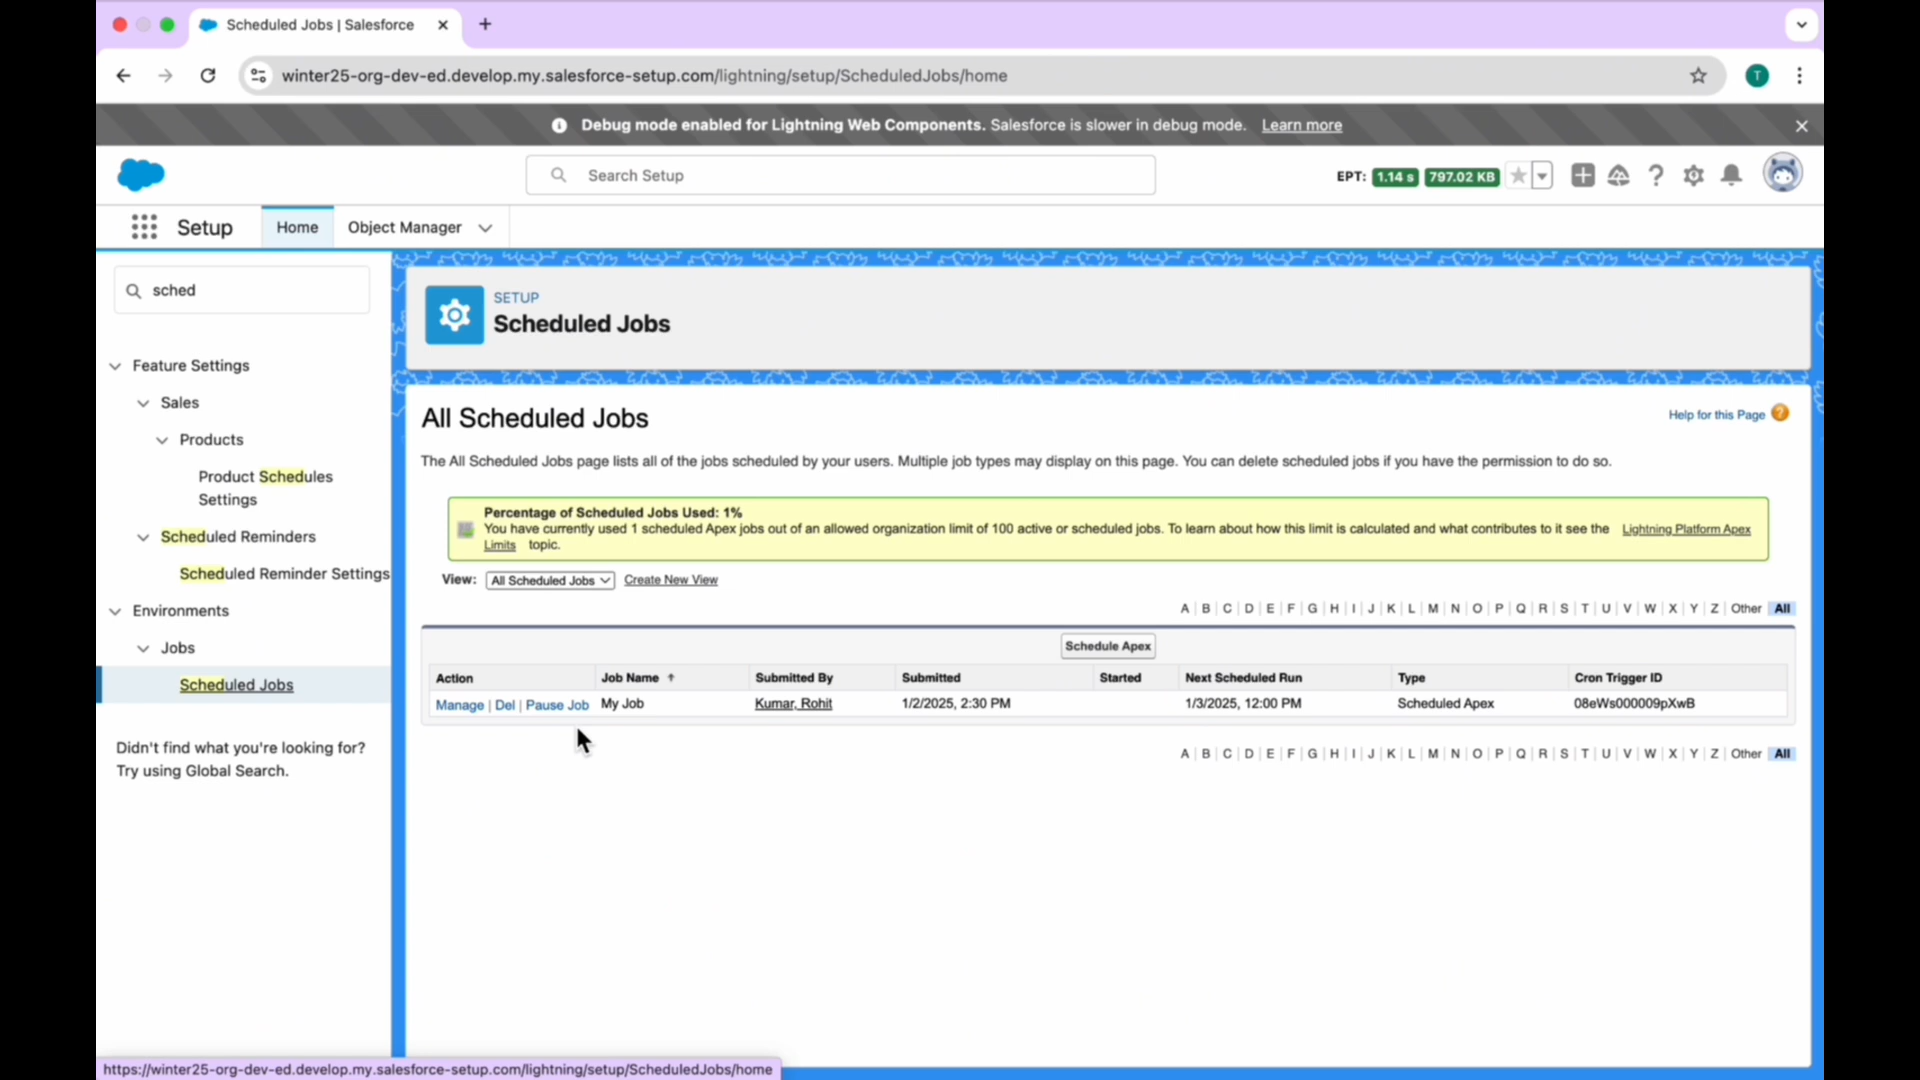 Scheduled Jobs | Salesforce
winter25-org-dev-ed.develop.my.salesforce-setup.com/lightning/setup/ScheduledJobs/home
T
Debug mode enabled for Lightning Web Components. Salesforce is slower in debug mode. Learn more
Search Setup
EPT: 1.14 s 797.02 KB
Setup Home Object Manager
sched
Feature Settings
Sales
Products
Product Schedules
Settings
Scheduled Reminders
Scheduled Reminder Settings
Environments
Jobs
Scheduled Jobs
Didn't find what you're looking for?
Try using Global Search.
SETUP
Scheduled Jobs
All Scheduled Jobs
Help for this Page ?
The All Scheduled Jobs page lists all of the jobs scheduled by your users. Multiple job types may display on this page. You can delete scheduled jobs if you have the permission to do so.
Percentage of Scheduled Jobs Used: 1%
You have currently used 1 scheduled Apex jobs out of an allowed organization limit of 100 active or scheduled jobs. To learn about how this limit is calculated and what contributes to it see the Lightning Platform Apex
Limits topic.
View: All Scheduled Jobs Create New View
A | B | C | D | E | F | G | H | I | J | K | L | M | N | O | P | Q | R | S | T | U | V | W | X | Y | Z | Other All
Schedule Apex
Action Job Name ↑ Submitted By Submitted Started Next Scheduled Run Type Cron Trigger ID
Manage | Del | Pause Job My Job Kumar, Rohit 1/2/2025, 2:30 PM 1/3/2025, 12:00 PM Scheduled Apex 08eWs000009pXwB
A | B | C | D | E | F | G | H | I | J | K | L | M | N | O | P | Q | R | S | T | U | V | W | X | Y | Z | Other All
https://winter25-org-dev-ed.develop.my.salesforce-setup.com/lightning/setup/ScheduledJobs/home